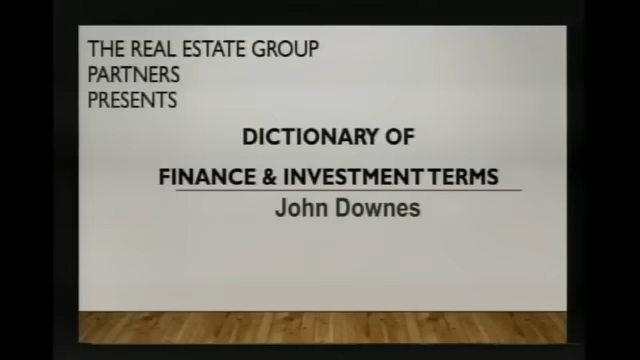 THE REAL ESTATE GROUP
PARTNERS
PRESENTS
DICTIONARY OF
FINANCE & INVESTMENT TERMS
John Downes